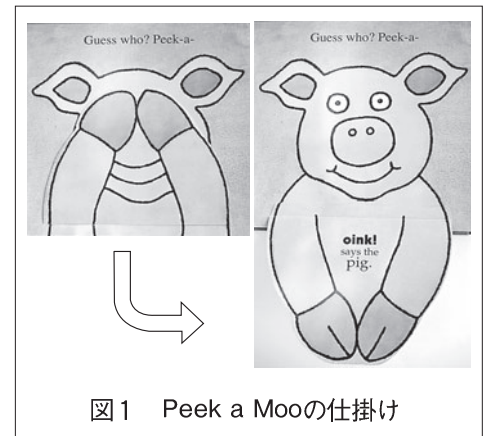 Guess who? Peek-a-
Guess who? Peek-a-
oink!
says the
pig.
図1 Peek a Mooの仕掛け